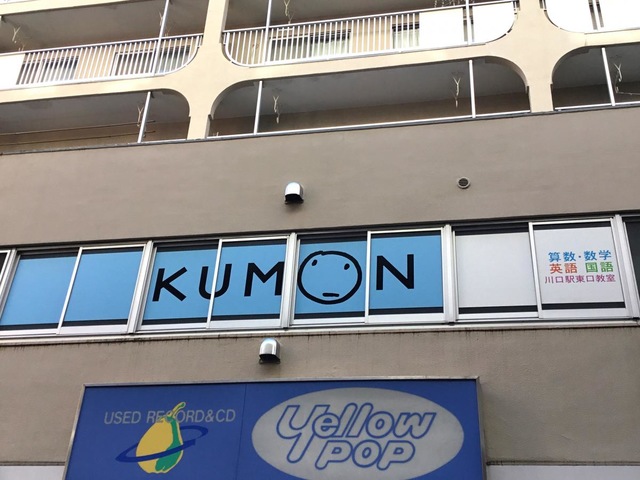 KUMON
算数・数学
英語 国語
川口駅東口教室
USED RECORD&CD
Yellow
POP